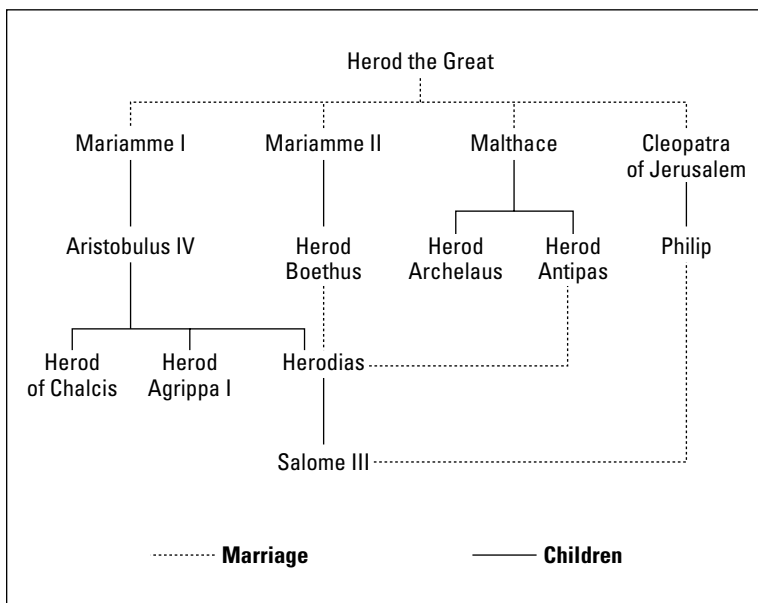 Herod the Great
Mariamme I
Mariamme II
Malthace
Cleopatra
of Jerusalem
Aristobulus IV
Herod
Boethus
Herod
Archelaus
Herod
Antipas
Philip
Herod
of Chalcis
Herod
Agrippa I
Herodias
Salome III
Marriage
Children